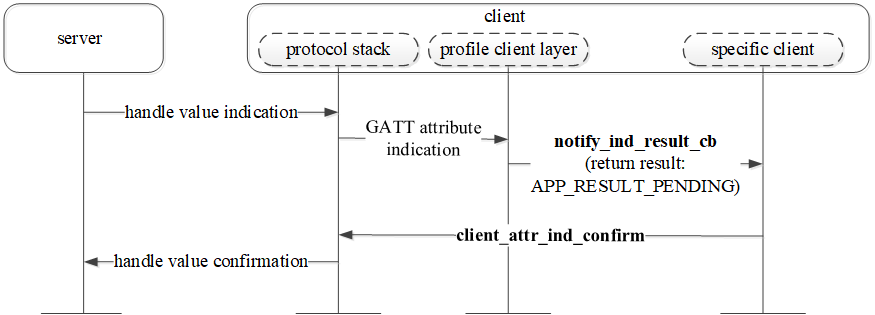 client
server
protocol stack
profile client layer
specific client
handle value indication
GATT attribute
indication
notify_ind_result_cb
(return result:
APP_RESULT_PENDING)
client_attr_ind_confirm
handle value confirmation